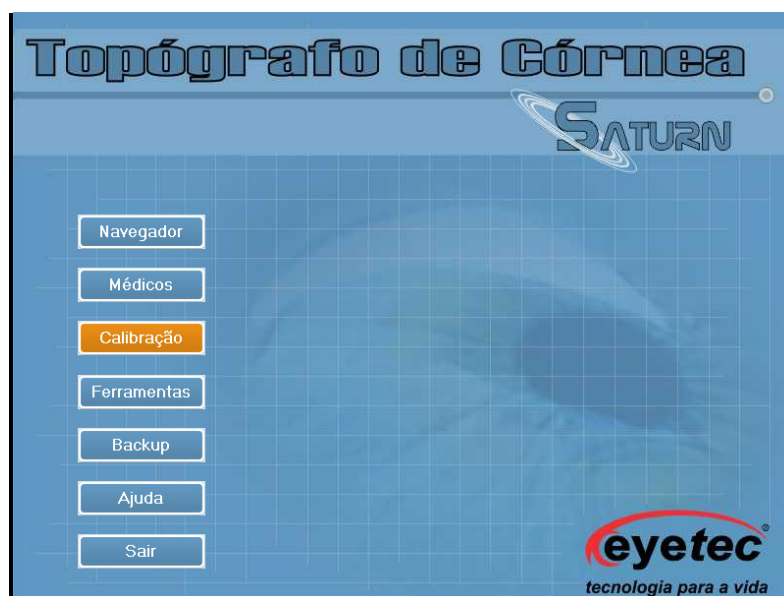 Topógrafo de Córnea
SATURN
Navegador
Médicos
Calibração
Ferramentas
Backup
Ajuda
Sair
eyetec®
tecnologia para a vida